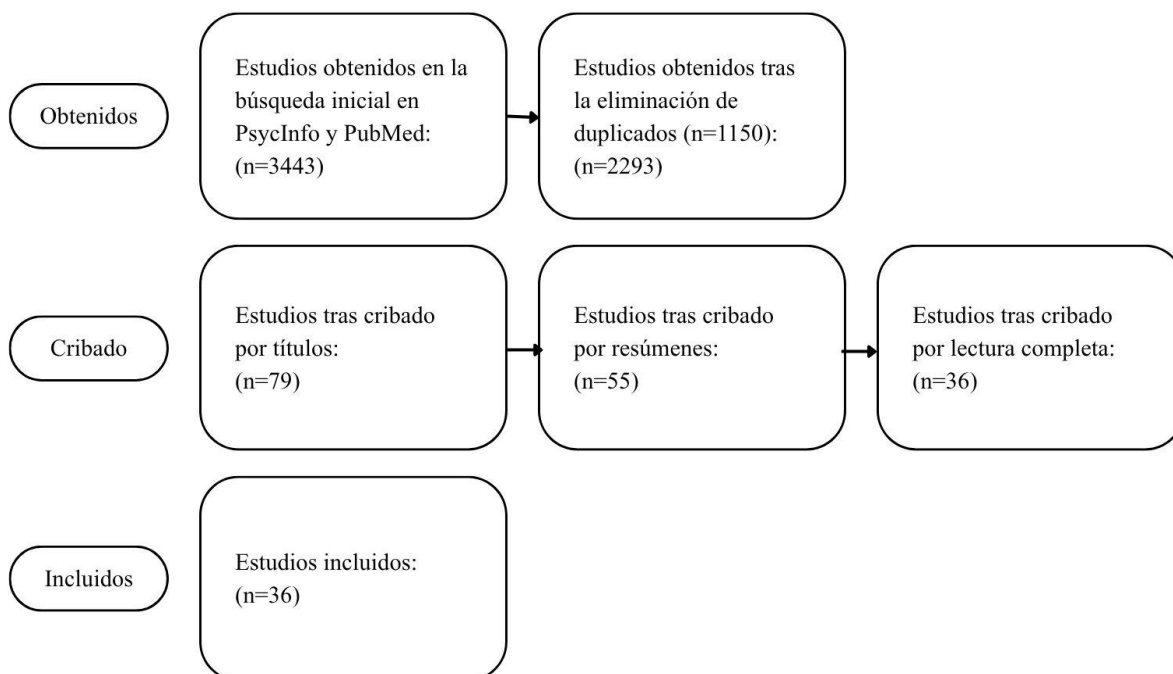 Obtenidos
Estudios obtenidos en la
búsqueda inicial en
PsycInfo y PubMed:
(n=3443)
Estudios obtenidos tras
la eliminación de
duplicados (n=1150):
(n=2293)
Cribado
Estudios tras cribado
por títulos:
(n=79)
Estudios tras cribado
por resúmenes:
(n=55)
Estudios tras cribado
por lectura completa:
(n=36)
Incluidos
Estudios incluidos:
(n=36)